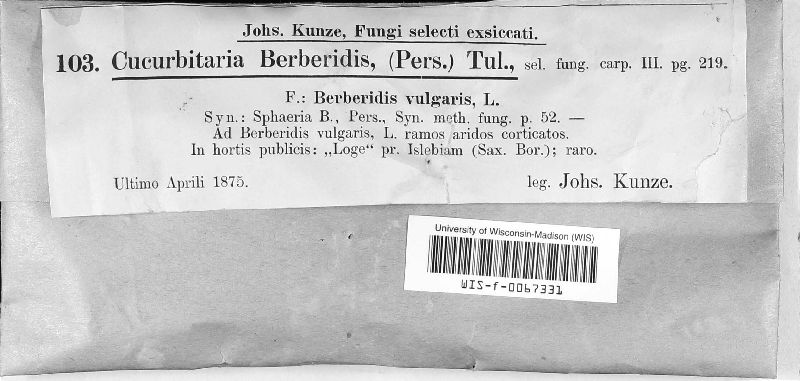 Johs. Kunze, Fungi selecti exsiccati.
103. Cucurbitaria Berberidis, (Pers.) Tul., sel. fung. carp. III. pg. 219.
F.: Berberidis vulgaris, L.
Syn.: Sphaeria B., Pers., Syn. meth. fung. p. 52. —
Ad Berberidis vulgaris, L. ramos aridos corticatos.
In hortis publicis: „Loge“ pr. Islebiam (Sax. Bor.); raro.
Ultimo Aprili 1875. leg. Johs. Kunze.
University of Wisconsin-Madison (WIS)
WIS-f-0067331